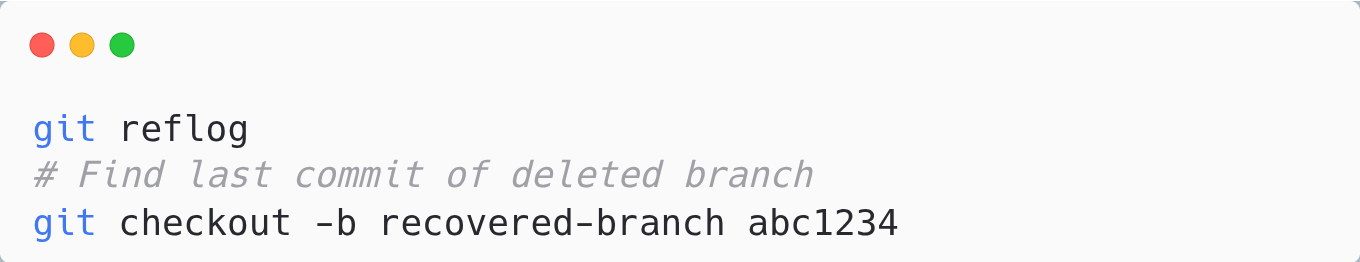 git reflog
# Find last commit of deleted branch
git checkout -b recovered-branch abc1234